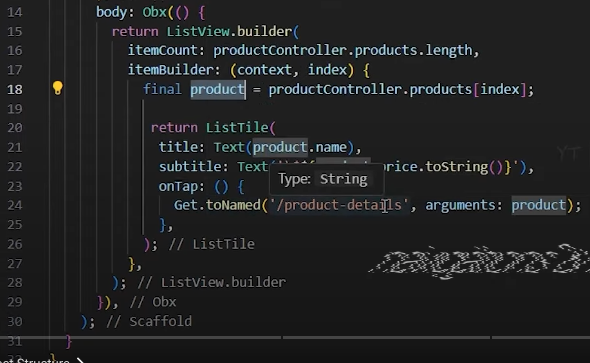 14 body: Obx(() {
15 return ListView.builder(
16 itemCount: productController.products.length,
17 itemBuilder: (context, index) {
18 final product = productController.products[index];
19
20 return ListTile(
21 title: Text(product.name),
22 subtitle: Text( price.toString()}'),
Type: String
23 onTap: () {
24 Get.toNamed('/product-details', arguments: product);
25 },
26 ); // ListTile
27 },
28 ); // ListView.builder
29 }), // Obx
30 ); // Scaffold
31 }
Structure
YT